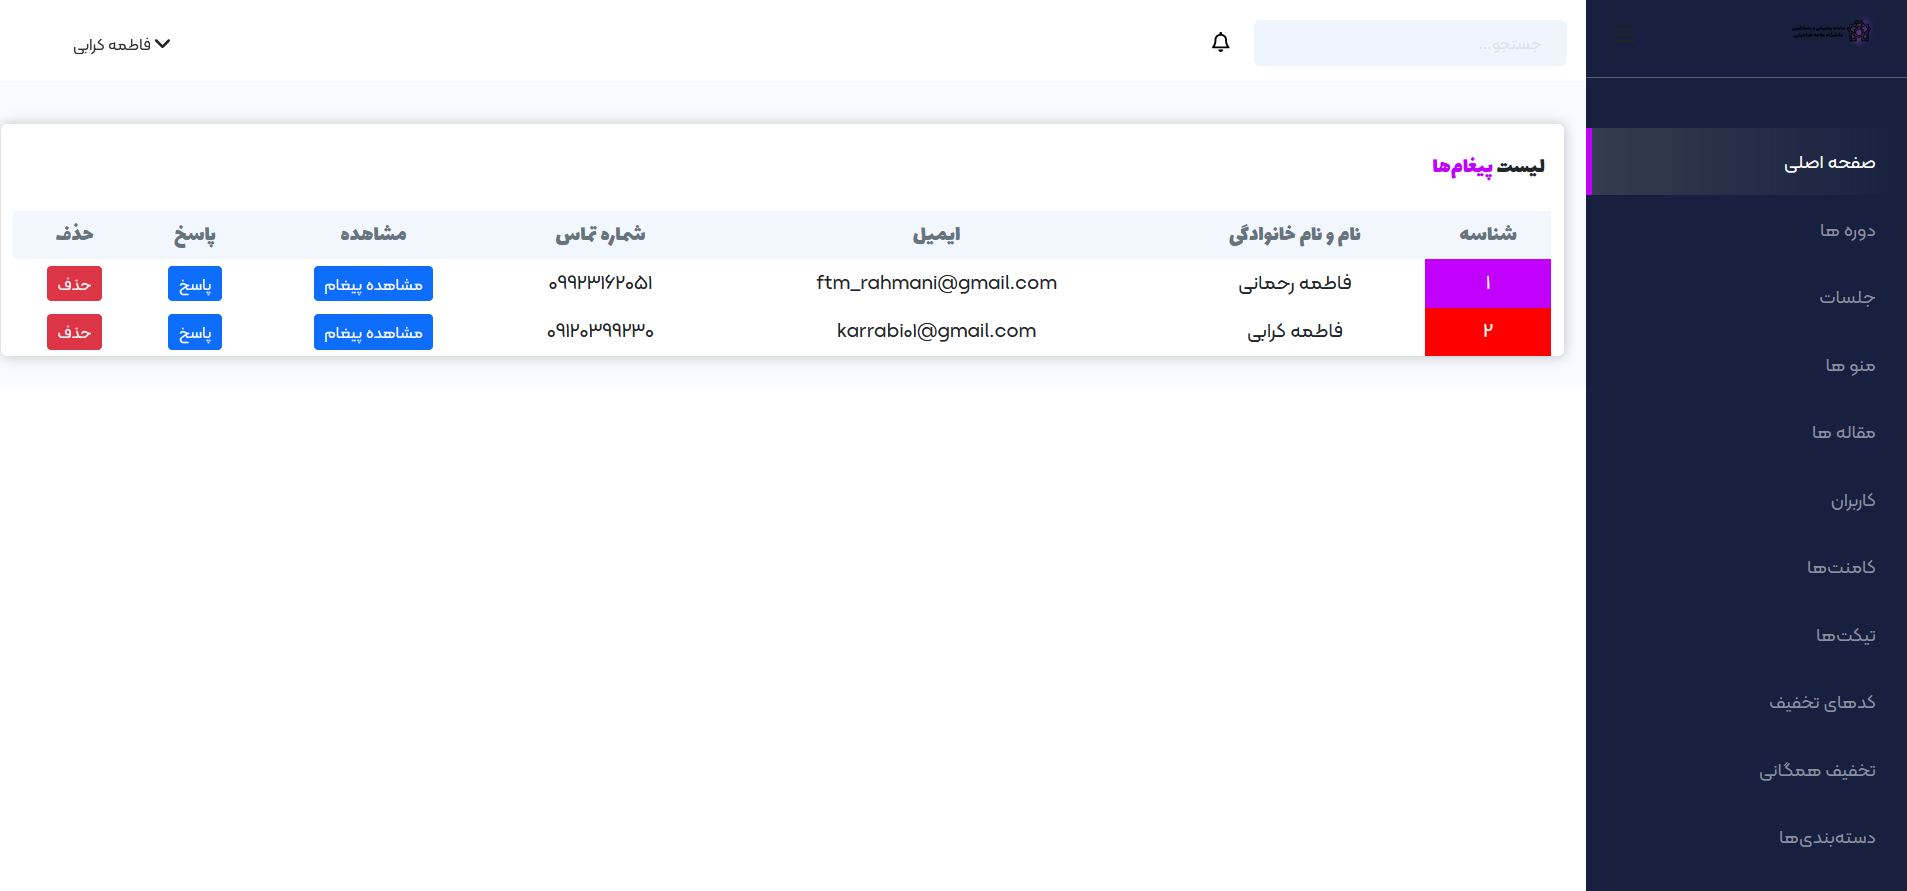 جستجو...
فاطمه کرابی
صفحه اصلی
دوره ها
جلسات
منو ها
مقاله ها
کاربران
کامنت‌ها
تیکت‌ها
کدهای تخفیف
تخفیف همگانی
دسته‌بندی‌ها
لیست پیغام‌ها
شناسه نام و نام خانوادگی ایمیل شماره تماس مشاهده پاسخ حذف
۱ فاطمه رحمانی ftm_rahmani@gmail.com ۰۹۹۲۳۱۶۲۰۵۱ مشاهده پیغام پاسخ حذف
۲ فاطمه کرابی karrabi۰۱@gmail.com ۰۹۱۲۰۳۹۹۲۳۰ مشاهده پیغام پاسخ حذف